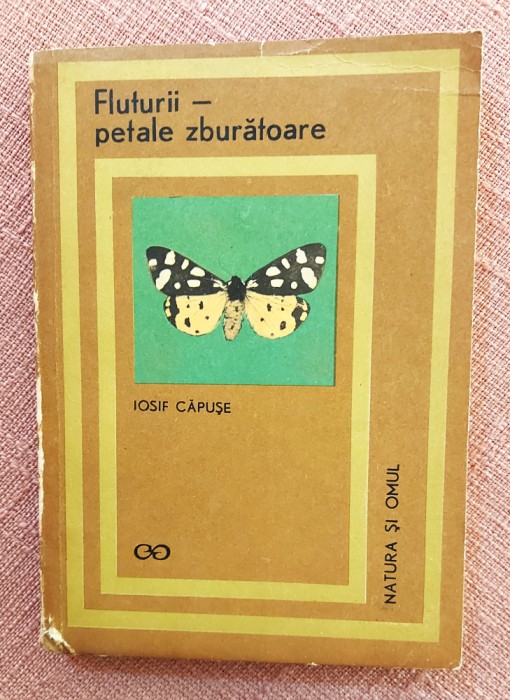 Fluturii –
petale zburătoare
IOSIF CĂPUȘE
NATURA ȘI OMUL